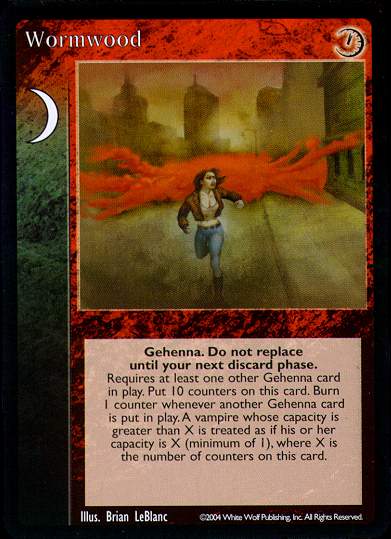 Wormwood
1
Gehenna. Do not replace
until your next discard phase.
Requires at least one other Gehenna card
in play. Put 10 counters on this card. Burn
1 counter whenever another Gehenna card
is put in play. A vampire whose capacity is
greater than X is treated as if his or her
capacity is X (minimum of 1), where X is
the number of counters on this card.
Illus. Brian LeBlanc ©2004 White Wolf Publishing, Inc. All Rights Reserved.